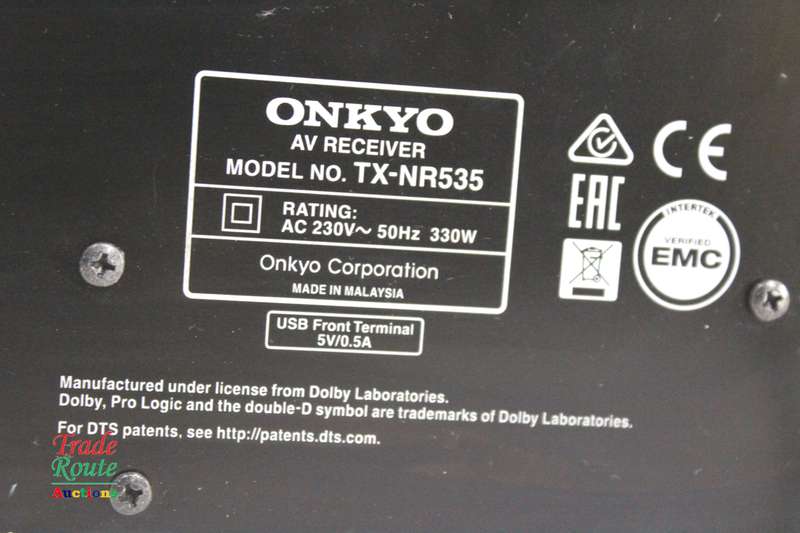 ONKYO
AV RECEIVER
MODEL NO. TX-NR535
RATING:
AC 230V～ 50Hz 330W
Onkyo Corporation
MADE IN MALAYSIA
USB Front Terminal
5V/0.5A
CE
EAC
INTERTEK
VERIFIED
EMC
Manufactured under license from Dolby Laboratories.
Dolby, Pro Logic and the double-D symbol are trademarks of Dolby Laboratories.
For DTS patents, see http://patents.dts.com.
Trade
Route
Auctions